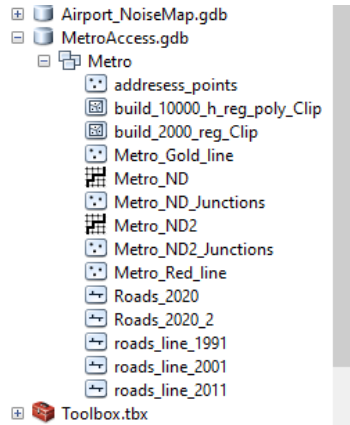 Airport_NoiseMap.gdb
MetroAccess.gdb
Metro
addresess_points
build_10000_h_reg_poly_Clip
build_2000_reg_Clip
Metro_Gold_line
Metro_ND
Metro_ND_Junctions
Metro_ND2
Metro_ND2_Junctions
Metro_Red_line
Roads_2020
Roads_2020_2
roads_line_1991
roads_line_2001
roads_line_2011
Toolbox.tbx